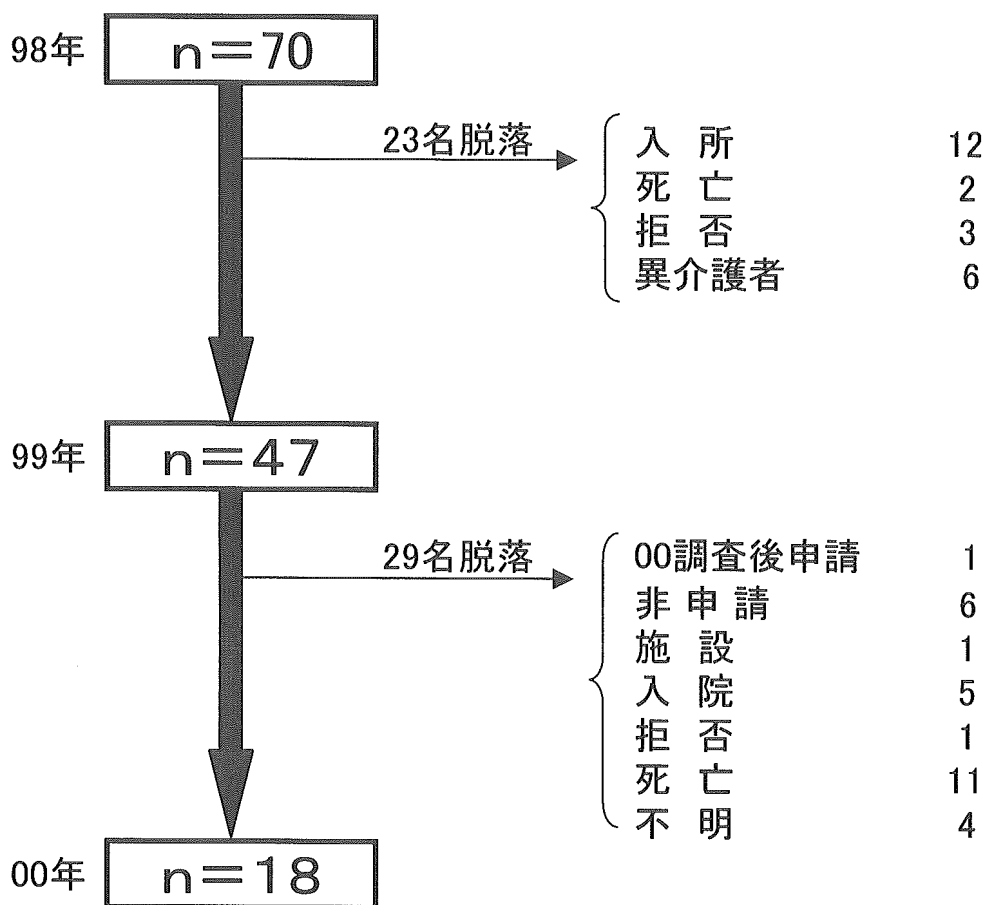 98年 n=70
23名脱落
入 所 12
死 亡 2
拒 否 3
異介護者 6
99年 n=47
29名脱落
00調査後申請 1
非 申 請 6
施 設 1
入 院 5
拒 否 1
死 亡 11
不 明 4
00年 n=18